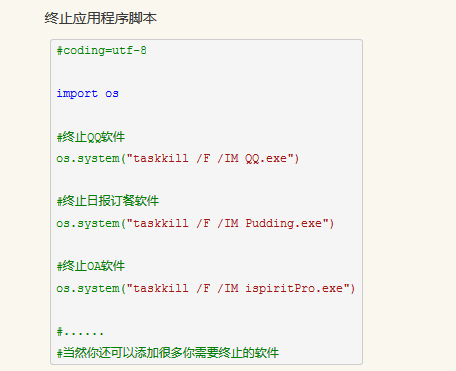 终止应用程序脚本
#coding=utf-8
import os
#终止QQ软件
os.system("taskkill /F /IM QQ.exe")
#终止日报订餐软件
os.system("taskkill /F /IM Pudding.exe")
#终止OA软件
os.system("taskkill /F /IM ispiritPro.exe")
#......
#当然你还可以添加很多你需要终止的软件